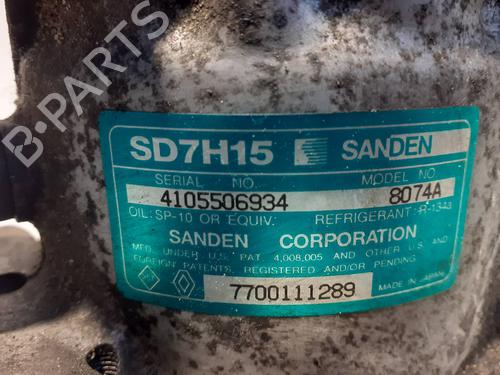 B-PARTS
SD7H15 SANDEN
SERIAL NO. MODEL NO
4105506934 8074A
OIL: SP-10 OR EQUIV. REFRIGERANT:
SANDEN CORPORATION
MFD. UNDER U.S. PAT. 4,008,005 AND OTHER U.S. AND
FOREIGN PATENTS, REGISTERED AND/OR PENDING.
MADE IN JAPAN
7700111289